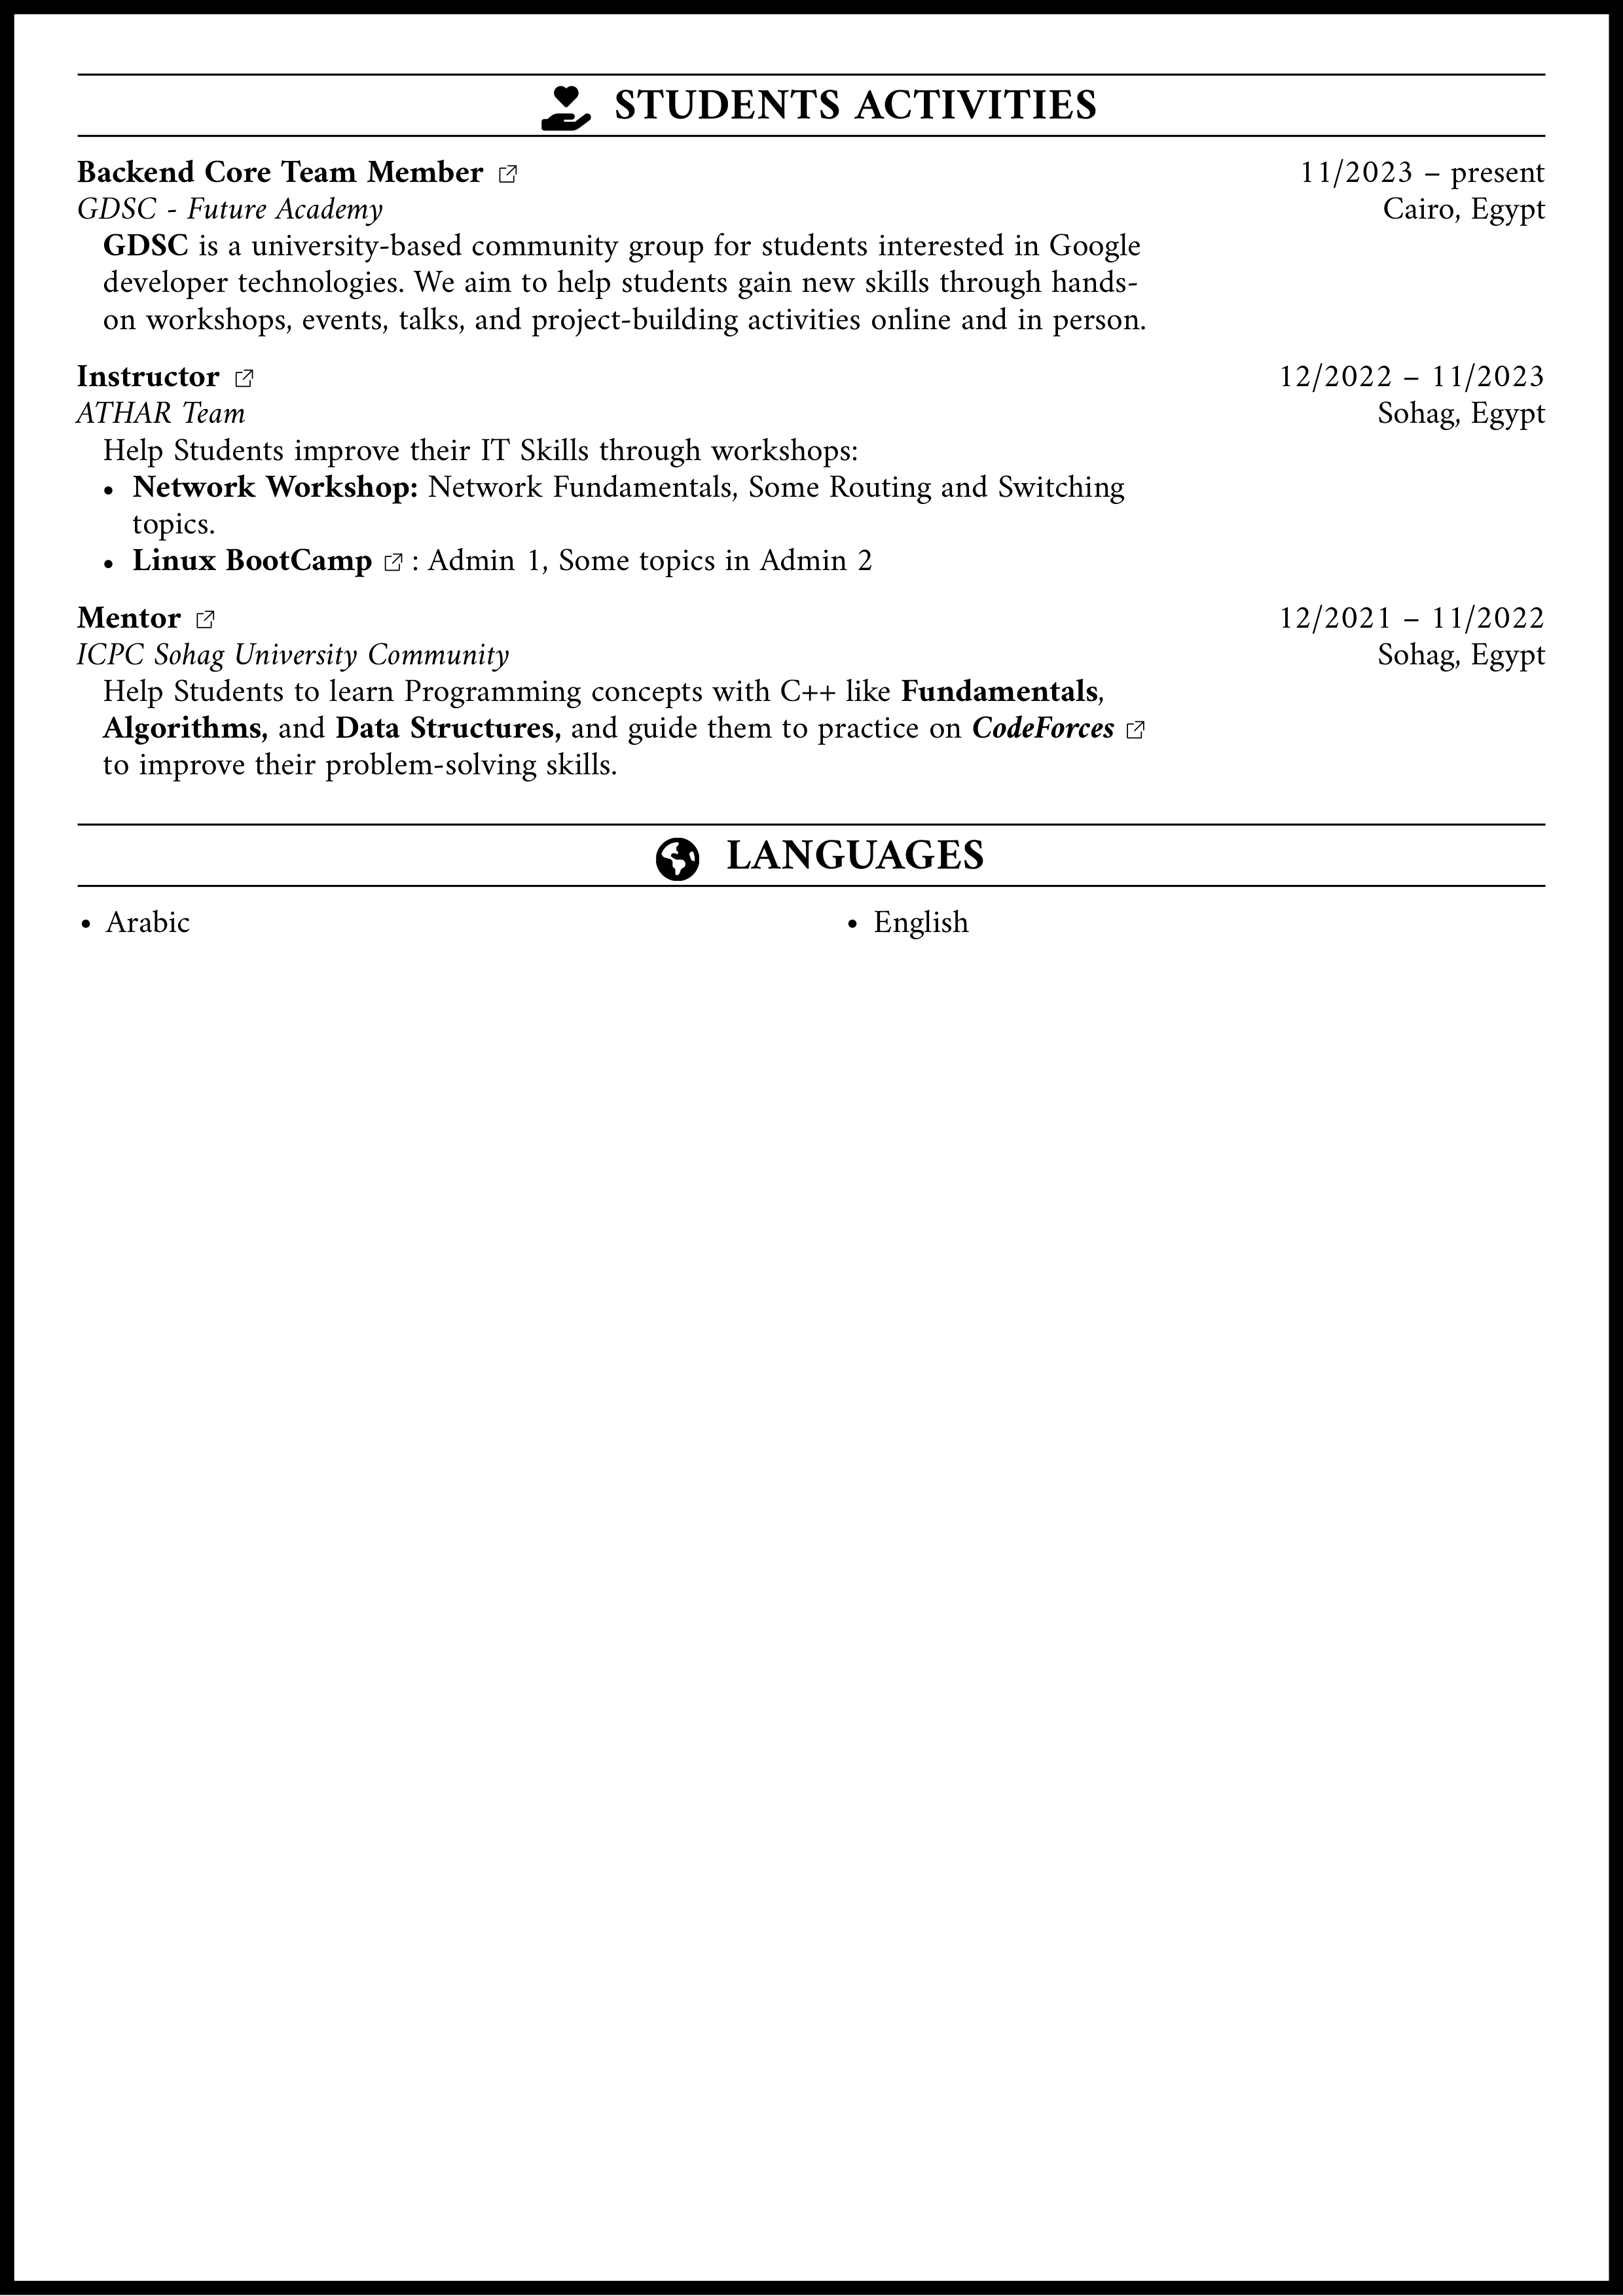 STUDENTS ACTIVITIES
Backend Core Team Member
11/2023 – present
GDSC - Future Academy
Cairo, Egypt
GDSC is a university-based community group for students interested in Google
developer technologies. We aim to help students gain new skills through hands-
on workshops, events, talks, and project-building activities online and in person.
Instructor
12/2022 – 11/2023
ATHAR Team
Sohag, Egypt
Help Students improve their IT Skills through workshops:
• Network Workshop: Network Fundamentals, Some Routing and Switching
topics.
• Linux BootCamp : Admin 1, Some topics in Admin 2
Mentor
12/2021 – 11/2022
ICPC Sohag University Community
Sohag, Egypt
Help Students to learn Programming concepts with C++ like Fundamentals,
Algorithms, and Data Structures, and guide them to practice on CodeForces
to improve their problem-solving skills.
LANGUAGES
• Arabic
• English